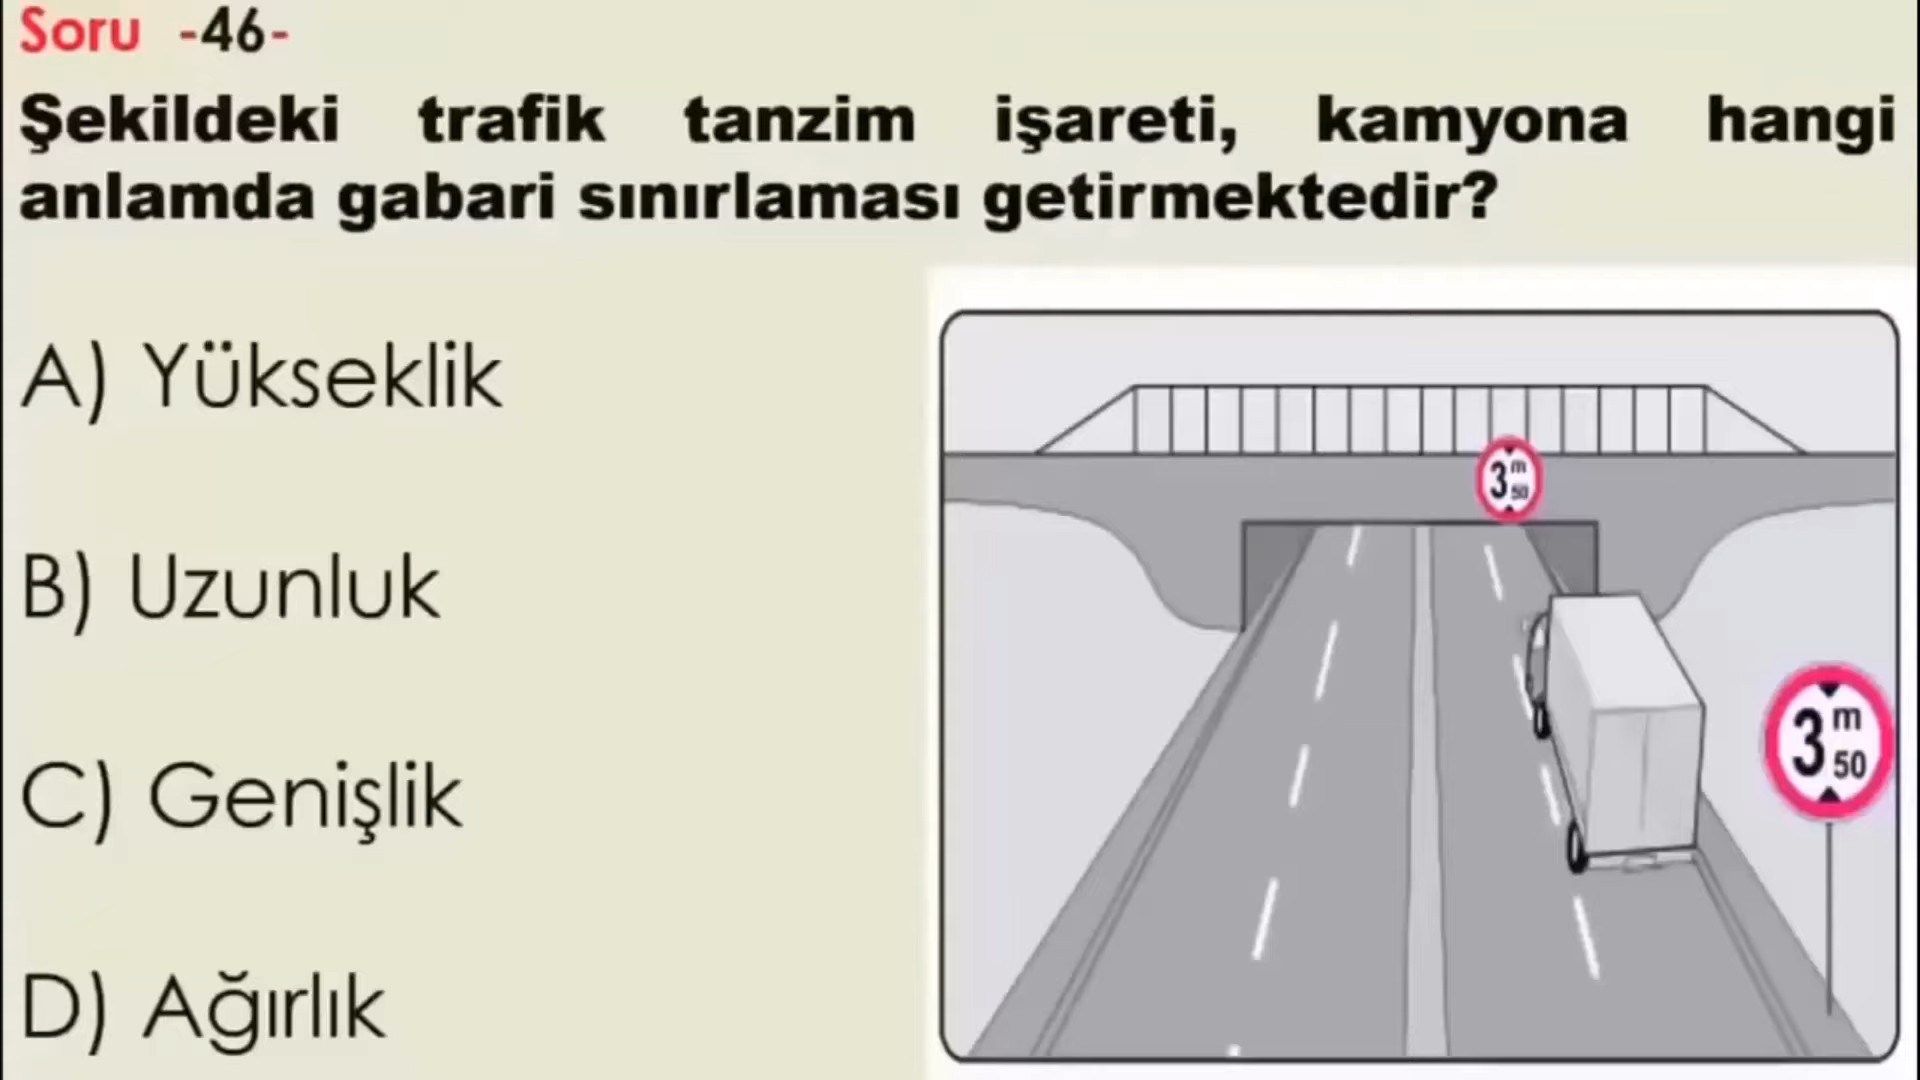 Soru -46-
Şekildeki trafik tanzim işareti, kamyona hangi
anlamda gabari sınırlaması getirmektedir?
A) Yükseklik
B) Uzunluk
C) Genişlik
D) Ağırlık
3 m 50
3 m 50